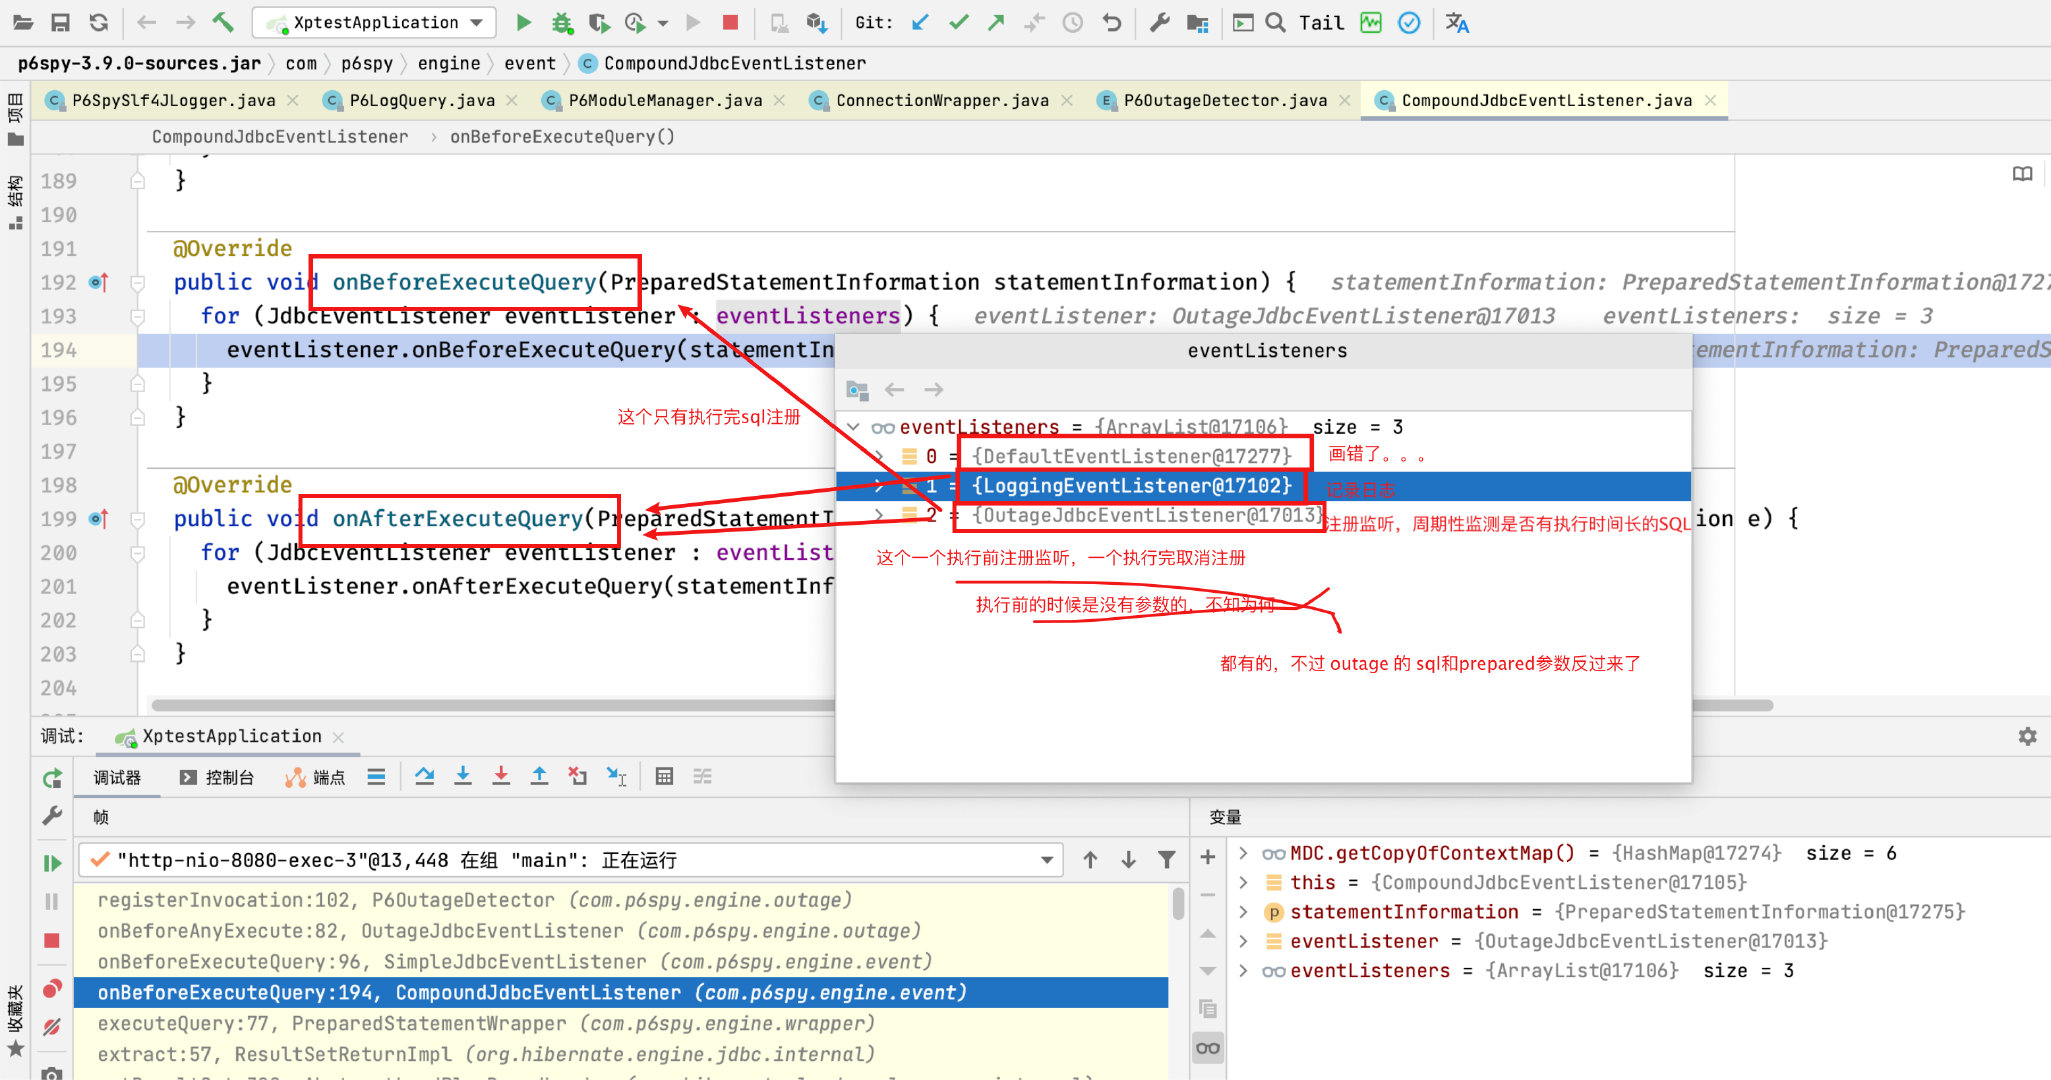 XptestApplication
Git:
Tail
p6spy-3.9.0-sources.jar
com
p6spy
engine
event
CompoundJdbcEventListener
P6SpySlf4JLogger.java
P6LogQuery.java
P6ModuleManager.java
ConnectionWrapper.java
P6OutageDetector.java
CompoundJdbcEventListener.java
CompoundJdbcEventListener
onBeforeExecuteQuery()
项目
结构
收藏夹
189 }
190
191 @Override
192 public void onBeforeExecuteQuery(PreparedStatementInformation statementInformation) { statementInformation: PreparedStatementInformation@1727
193 for (JdbcEventListener eventListener : eventListeners) { eventListener: OutageJdbcEventListener@17013 eventListeners: size = 3
194 eventListener.onBeforeExecuteQuery(statementIn
tementInformation: PreparedS
195 }
196 }
197
198 @Override
199 public void onAfterExecuteQuery(PreparedStatementI
ion e) {
200 for (JdbcEventListener eventListener : eventList
201 eventListener.onAfterExecuteQuery(statementInf
202 }
203 }
204
eventListeners
eventListeners = {ArrayList@17106} size = 3
0 = {DefaultEventListener@17277}
画错了。。。
1 = {LoggingEventListener@17102}
记录日志
2 = {OutageJdbcEventListener@17013}
注册监听，周期性监测是否有执行时间长的SQL
这个只有执行完sql注册
这个一个执行前注册监听，一个执行完取消注册
执行前的时候是没有参数的，不知为何
都有的，不过 outage 的 sql和prepared参数反过来了
调试:
XptestApplication
调试器
控制台
端点
帧
变量
"http-nio-8080-exec-3"@13,448 在组 "main": 正在运行
registerInvocation:102, P6OutageDetector (com.p6spy.engine.outage)
onBeforeAnyExecute:82, OutageJdbcEventListener (com.p6spy.engine.outage)
onBeforeExecuteQuery:96, SimpleJdbcEventListener (com.p6spy.engine.event)
onBeforeExecuteQuery:194, CompoundJdbcEventListener (com.p6spy.engine.event)
executeQuery:77, PreparedStatementWrapper (com.p6spy.engine.wrapper)
extract:57, ResultSetReturnImpl (org.hibernate.engine.jdbc.internal)
MDC.getCopyOfContextMap() = {HashMap@17274} size = 6
this = {CompoundJdbcEventListener@17105}
statementInformation = {PreparedStatementInformation@17275}
eventListener = {OutageJdbcEventListener@17013}
eventListeners = {ArrayList@17106} size = 3